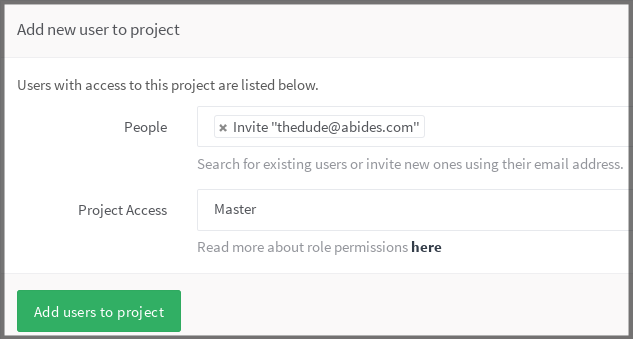 Add new user to project
Users with access to this project are listed below.
People
× Invite "thedude@abides.com"
Search for existing users or invite new ones using their email address.
Project Access
Master
Read more about role permissions here
Add users to project